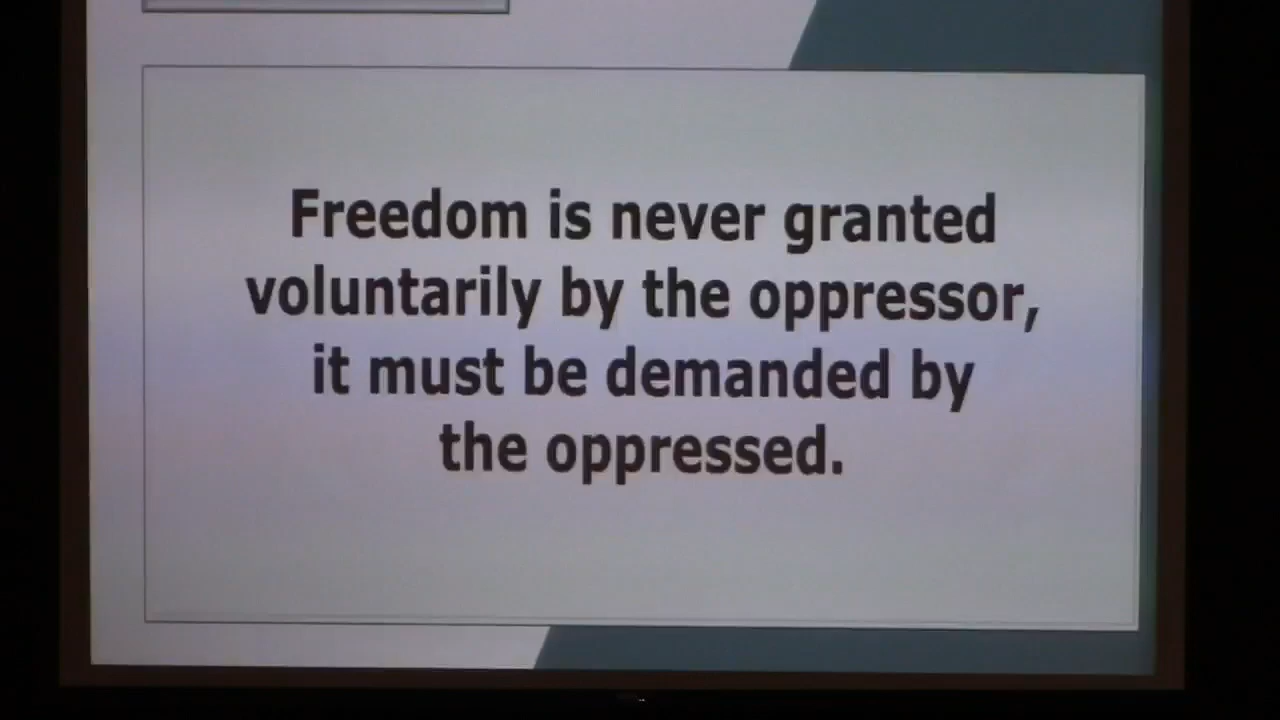 Freedom is never granted
voluntarily by the oppressor,
it must be demanded by
the oppressed.